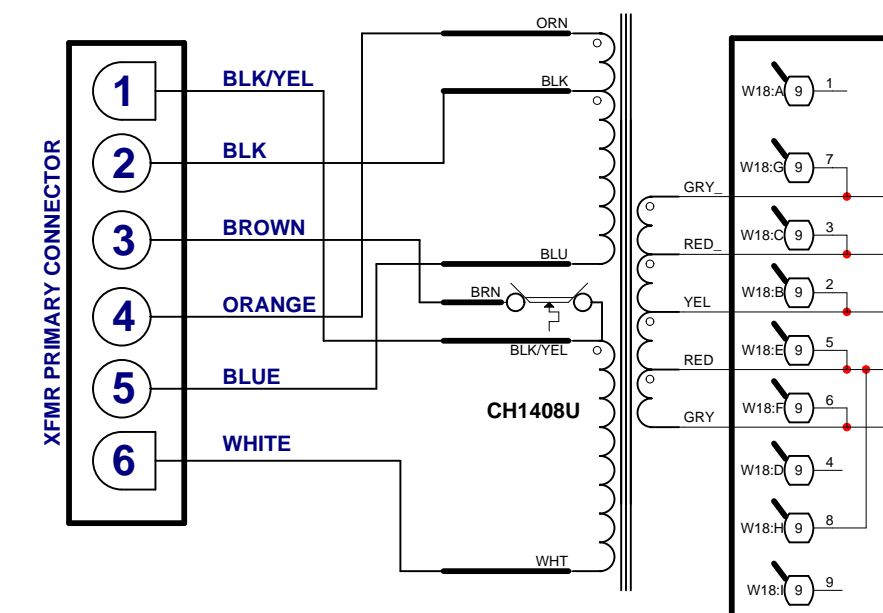 XFMR PRIMARY CONNECTOR
1
BLK/YEL
2
BLK
3
BROWN
4
ORANGE
5
BLUE
6
WHITE
ORN
BLK
BLU
BRN
BLK/YEL
CH1408U
WHT
GRY_
RED_
YEL
RED
GRY
W18:A 9 1
W18:G 9 7
W18:C 9 3
W18:B 9 2
W18:E 9 5
W18:F 9 6
W18:D 9 4
W18:H 9 8
W18:I 9 9